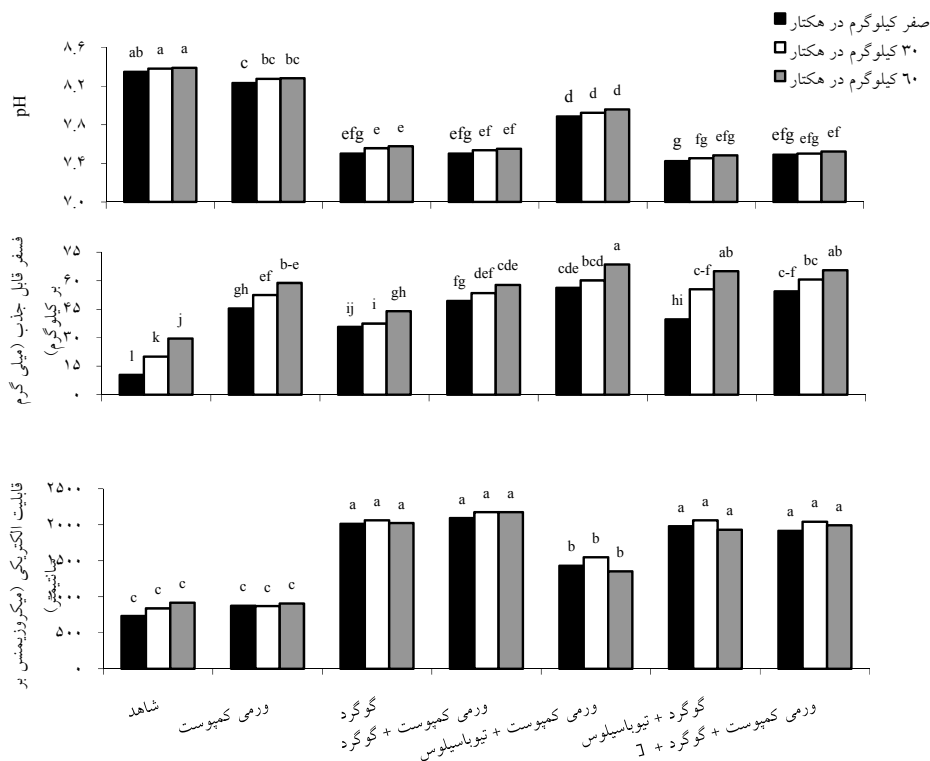 صفر کیلوگرم در هکتار
۳۰ کیلوگرم در هکتار
۶۰ کیلوگرم در هکتار
pH
۸.۶
۸.۲
۷.۸
۷.۴
۷.۰
ab a a c bc bc efg e e efg ef ef d d d g fg efg efg efg ef
فسفر قابل جذب (میلی گرم
بر کیلوگرم)
۷۵
۶۰
۴۵
۳۰
۱۵
۰
l k j gh ef b-e ij i gh fg def cde cde bcd a hi c-f ab c-f bc ab
قابلیت الکتریکی (میکروزیمنس بر
سانتیمتر)
۲۵۰۰
۲۰۰۰
۵۰۰
۰
c c c c c c a a a a a a b b b a a a a a a
شاهد
ورمی کمپوست
گوگرد
ورمی کمپوست + گوگرد
ورمی کمپوست + تیوباسیلوس
گوگرد + تیوباسیلوس
ورمی کمپوست + گوگرد +